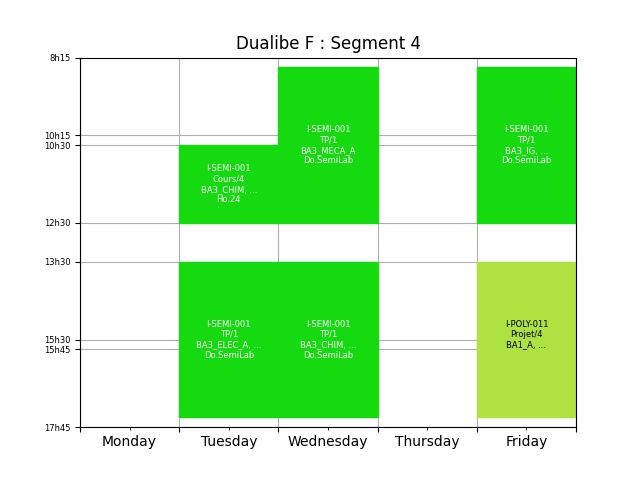 Dualibe F : Segment 4
8h15
10h15
10h30
12h30
13h30
15h30
15h45
17h45
I-SEMI-001
Cours/4
BA3_CHIM, ...
Ho.24
I-SEMI-001
TP/1
BA3_ELEC_A, ...
Do.SemiLab
I-SEMI-001
TP/1
BA3_MECA_A
Do.SemiLab
I-SEMI-001
TP/1
BA3_CHIM, ...
Do.SemiLab
I-SEMI-001
TP/1
BA3_IG, ...
Do.SemiLab
I-POLY-011
Projet/4
BA1_A, ...
Monday
Tuesday
Wednesday
Thursday
Friday